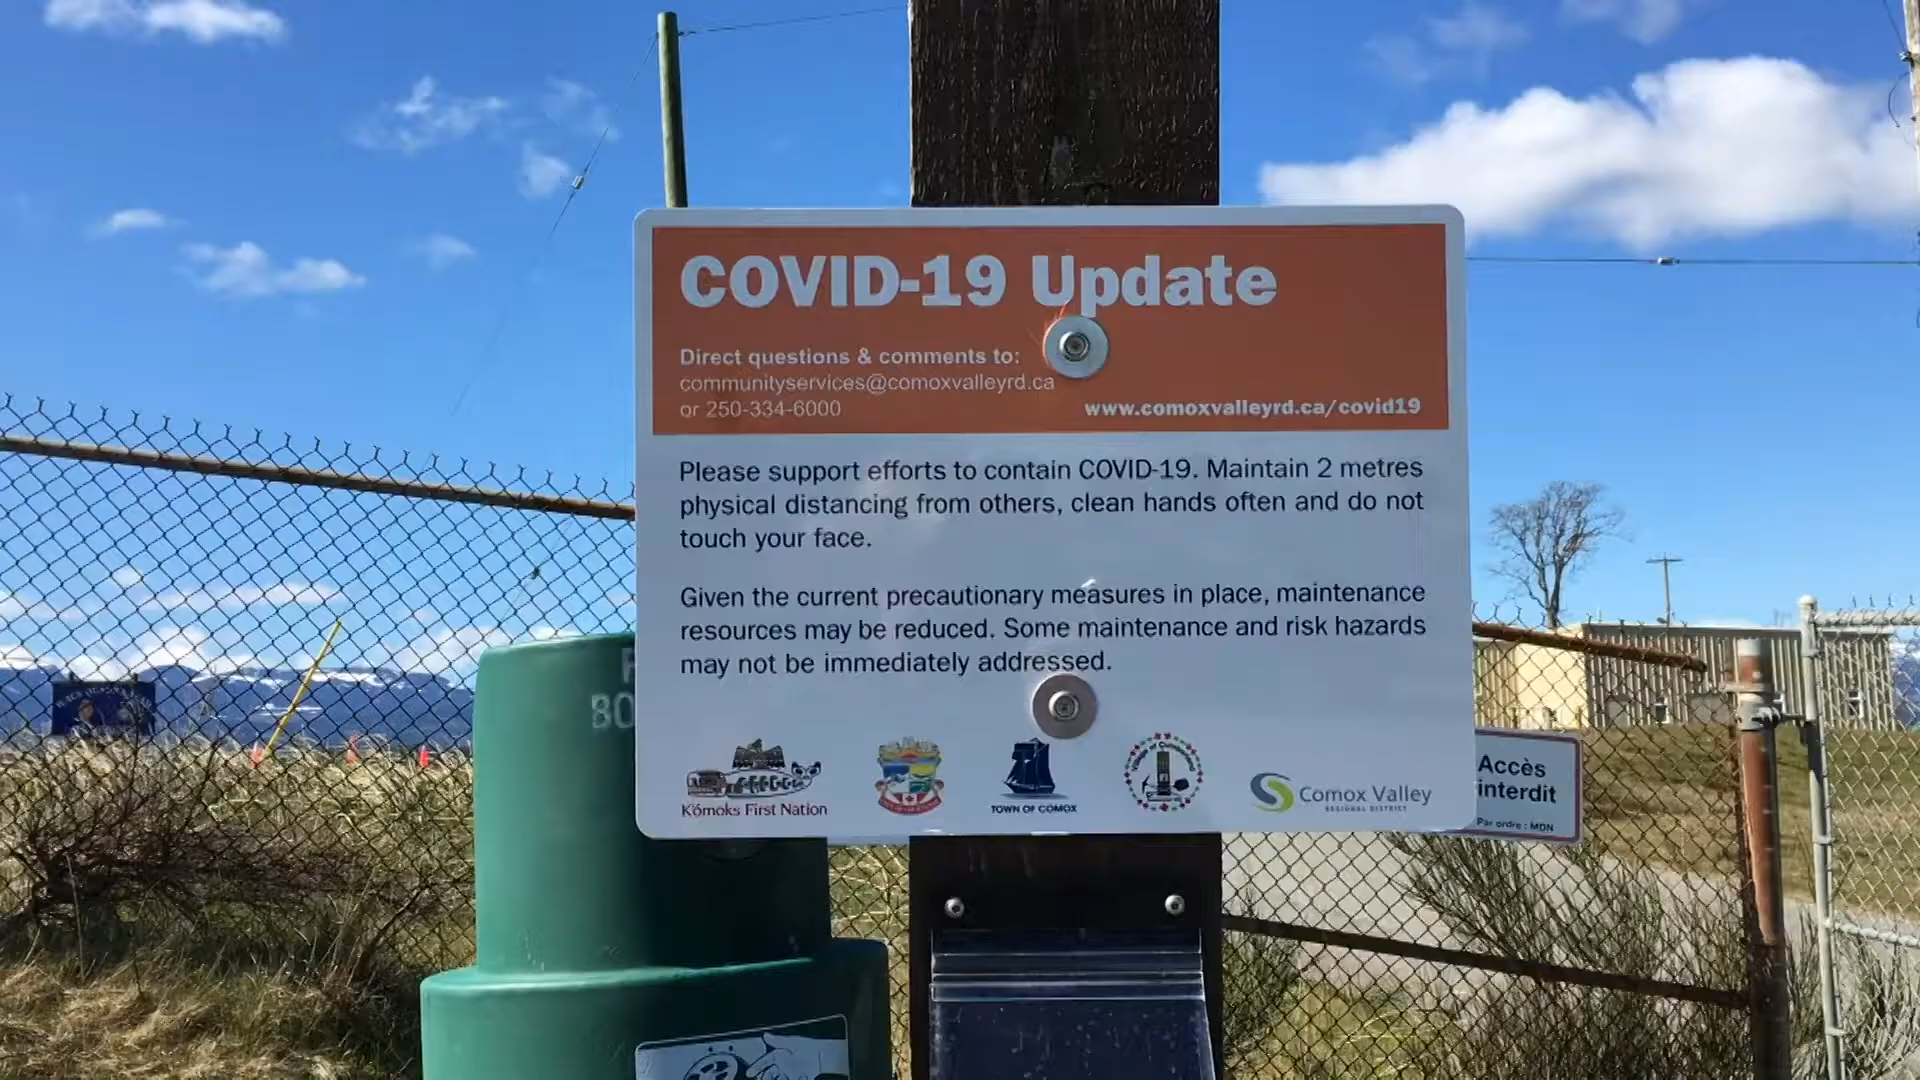 COVID-19 Update
Direct questions & comments to:
communityservices@comoxvalleyrd.ca
or 250-334-6000
www.comoxvalleyrd.ca/covid19
Please support efforts to contain COVID-19. Maintain 2 metres
physical distancing from others, clean hands often and do not
touch your face.
Given the current precautionary measures in place, maintenance
resources may be reduced. Some maintenance and risk hazards
may not be immediately addressed.
K'ómoks First Nation
TOWN OF COMOX
Village of Cumberland
Comox Valley
REGIONAL DISTRICT
Accès
interdit
Par ordre : MDN